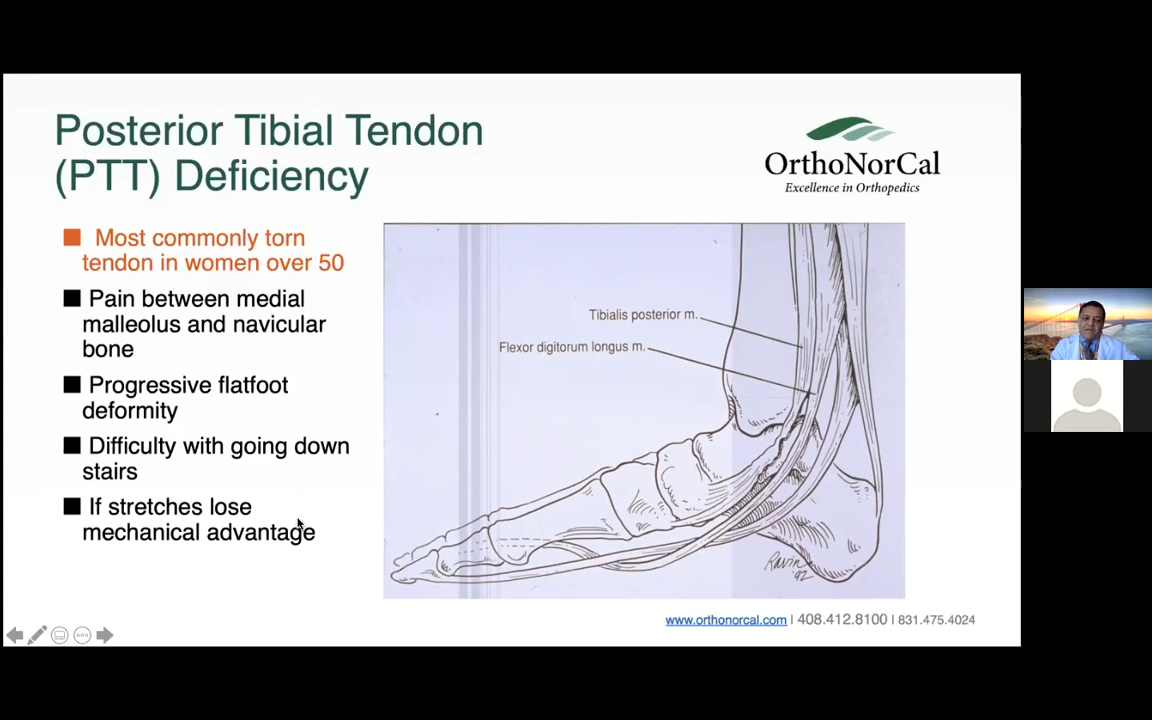 Posterior Tibial Tendon
(PTT) Deficiency
OrthoNorCal
Excellence in Orthopedics
Most commonly torn
tendon in women over 50
Pain between medial
malleolus and navicular
bone
Progressive flatfoot
deformity
Difficulty with going down
stairs
If stretches lose
mechanical advantage
Tibialis posterior m.
Flexor digitorum longus m.
Ravin
'92
www.orthonorcal.com | 408.412.8100 | 831.475.4024